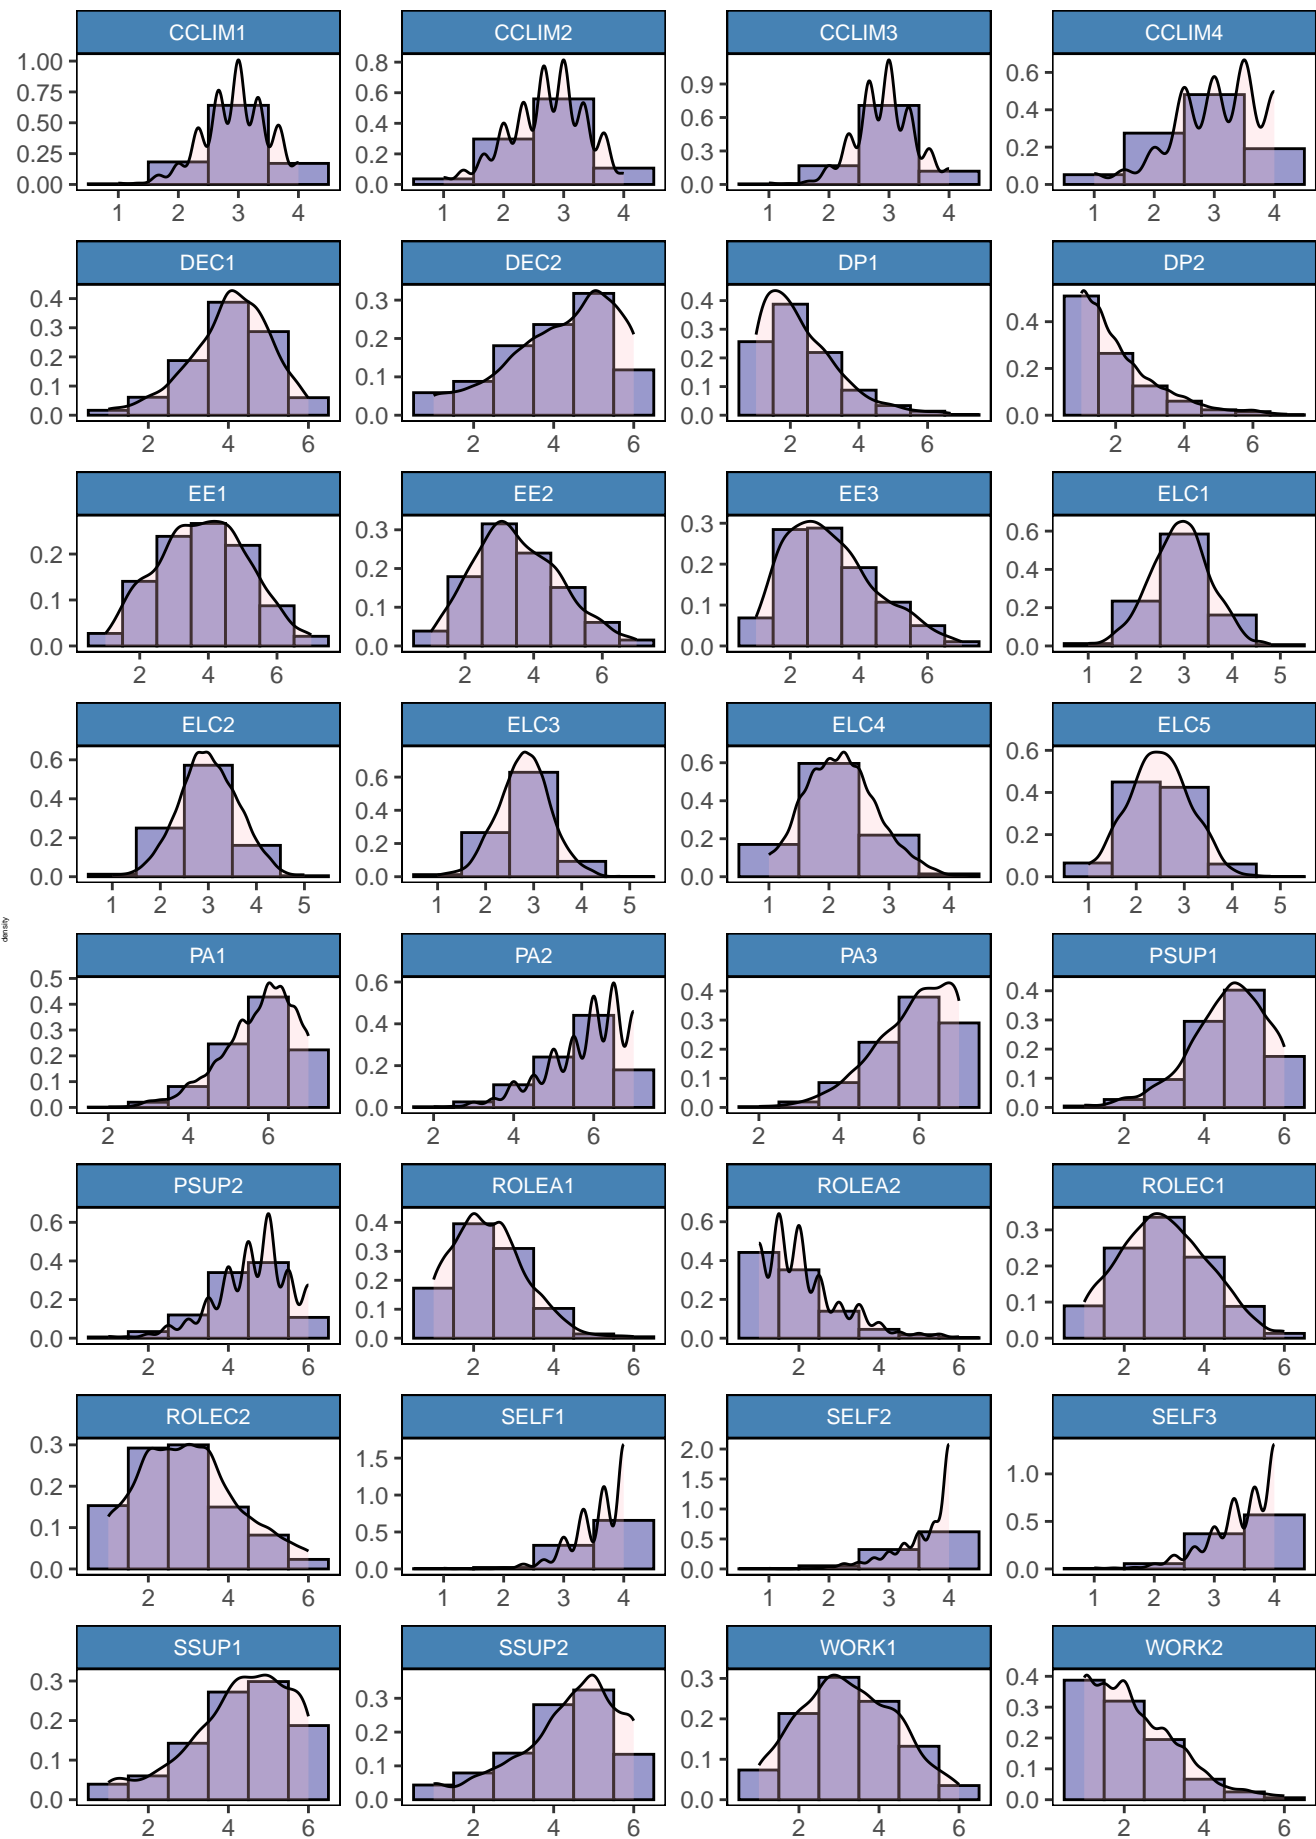 CCLIM1 CCLIM2 CCLIM3 CCLIM4
1.00 0.75 0.50 0.25 0.00
0.8 0.6 0.4 0.2 0.0
0.9 0.6 0.3 0.0
0.6 0.4 0.2 0.0
1 2 3 4 1 2 3 4 1 2 3 4 1 2 3 4
DEC1 DEC2 DP1 DP2
0.4 0.3 0.2 0.1 0.0
0.3 0.2 0.1 0.0
0.4 0.3 0.2 0.1 0.0
0.4 0.2 0.0
2 4 6 2 4 6 2 4 6 2 4 6
EE1 EE2 EE3 ELC1
0.2 0.1 0.0
0.3 0.2 0.1 0.0
0.3 0.2 0.1 0.0
0.6 0.4 0.2 0.0
2 4 6 2 4 6 2 4 6 1 2 3 4 5
ELC2 ELC3 ELC4 ELC5
0.6 0.4 0.2 0.0
0.6 0.4 0.2 0.0
0.6 0.4 0.2 0.0
0.6 0.4 0.2 0.0
1 2 3 4 5 1 2 3 4 5 1 2 3 4 1 2 3 4 5
density
PA1 PA2 PA3 PSUP1
0.5 0.4 0.3 0.2 0.1 0.0
0.6 0.4 0.2 0.0
0.4 0.3 0.2 0.1 0.0
0.4 0.3 0.2 0.1 0.0
2 4 6 2 4 6 2 4 6 2 4 6
PSUP2 ROLEA1 ROLEA2 ROLEC1
0.6 0.4 0.2 0.0
0.4 0.3 0.2 0.1 0.0
0.6 0.4 0.2 0.0
0.3 0.2 0.1 0.0
2 4 6 2 4 6 2 4 6 2 4 6
ROLEC2 SELF1 SELF2 SELF3
0.3 0.2 0.1 0.0
1.5 1.0 0.5 0.0
2.0 1.5 1.0 0.5 0.0
1.0 0.5 0.0
2 4 6 1 2 3 4 1 2 3 4 1 2 3 4
SSUP1 SSUP2 WORK1 WORK2
0.3 0.2 0.1 0.0
0.3 0.2 0.1 0.0
0.3 0.2 0.1 0.0
0.4 0.3 0.2 0.1 0.0
2 4 6 2 4 6 2 4 6 2 4 6